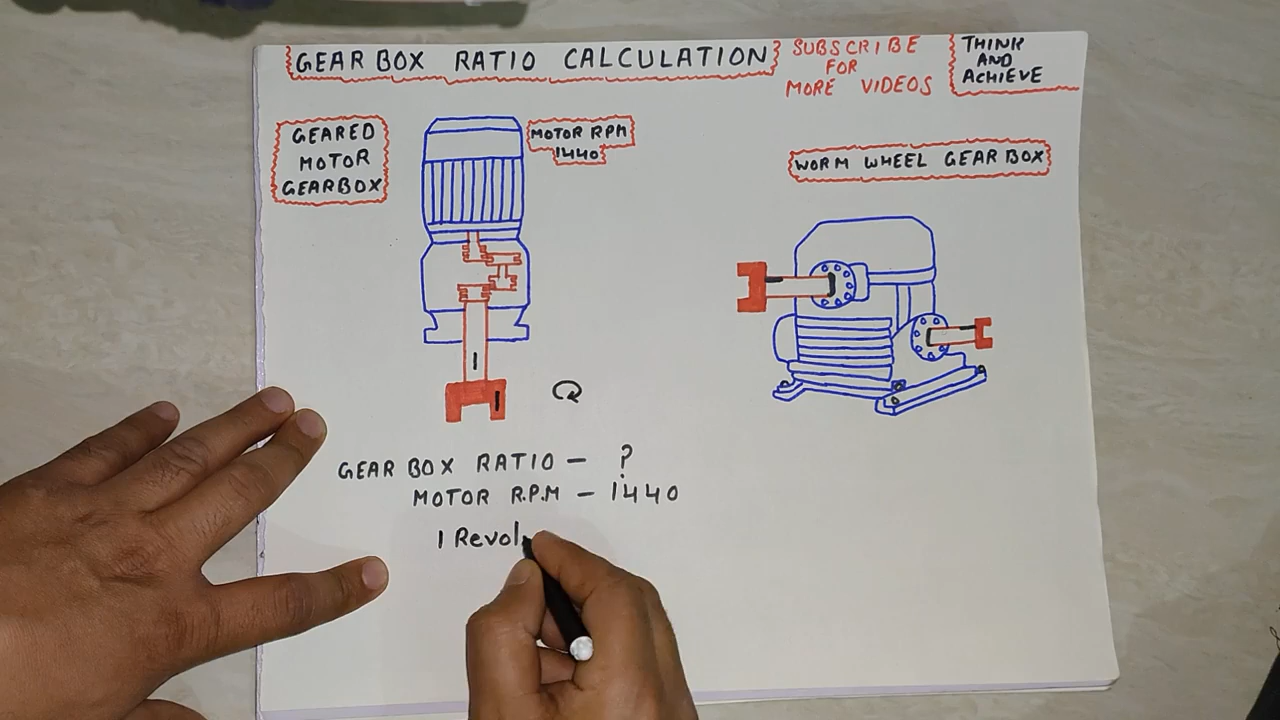 GEAR BOX RATIO CALCULATION
SUBSCRIBE
FOR
MORE VIDEOS
THINK
AND
ACHIEVE
GEARED
MOTOR
GEARBOX
MOTOR RPM
1440
WORM WHEEL GEAR BOX
GEAR BOX RATIO – ?
MOTOR R.P.M – 1440
1 Revol